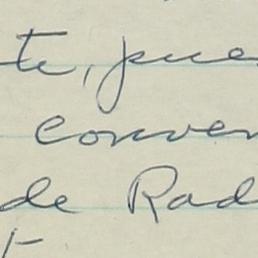 te, pue
conver
de Rad